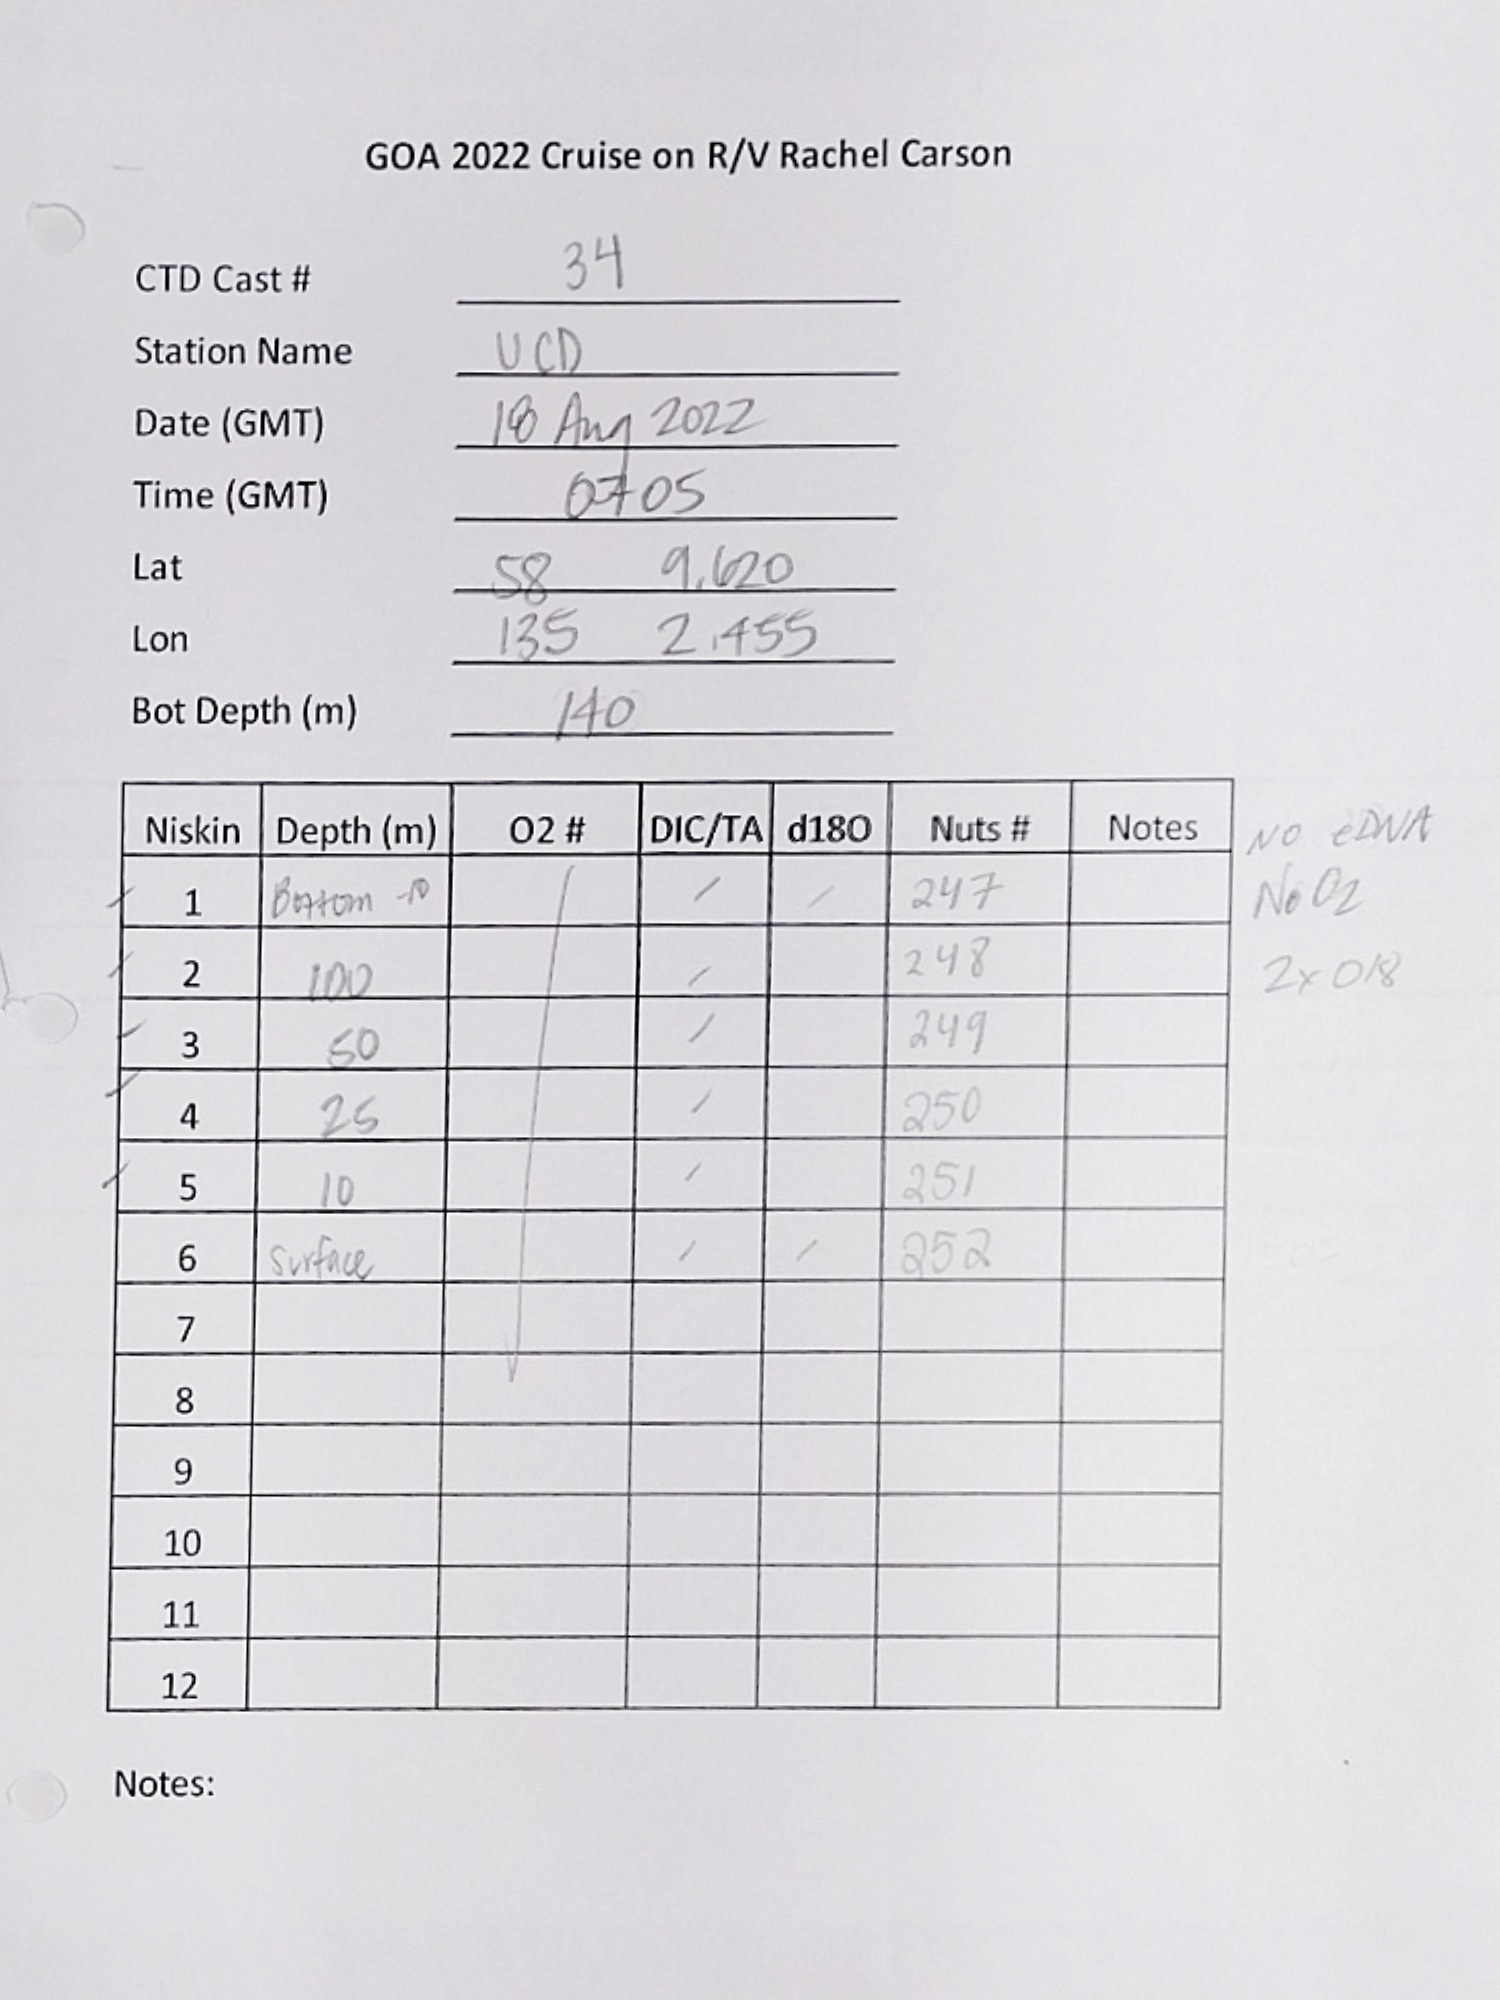 GOA 2022 Cruise on R/V Rachel Carson
CTD Cast # 34
Station Name UCD
Date (GMT) 18 Aug 2022
Time (GMT) 0705
Lat 58 9.620
Lon 135 2.455
Bot Depth (m) 140
Niskin Depth (m) O2 # DIC/TA d18O Nuts # Notes NO eDNA
1 Bottom -10 / / 247 No O2
2 100 / 248 2x O18
3 50 / 249
4 25 / 250
5 10 / 251
6 Surface / / 252
7
8
9
10
11
12
Notes: